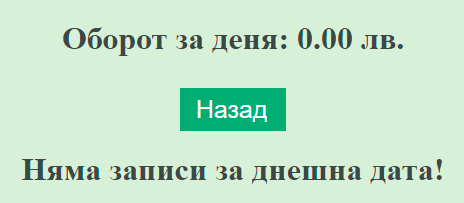 Оборот за деня: 0.00 лв.
Назад
Няма записи за днешна дата!